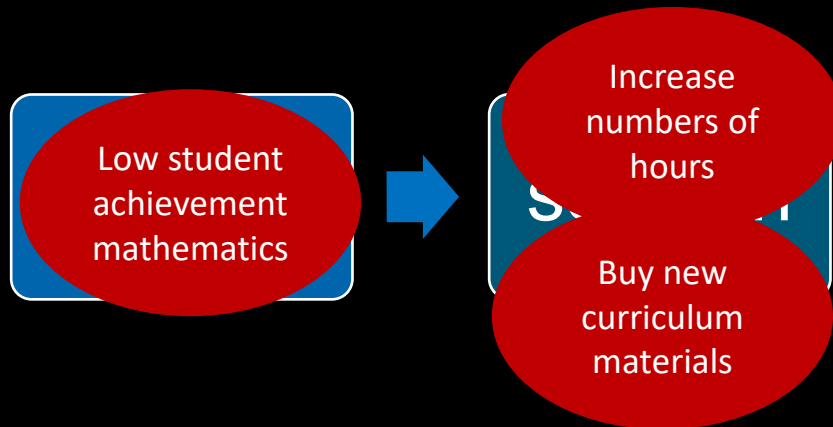 Low student
achievement
mathematics
Increase
numbers of
hours
Buy new
curriculum
materials